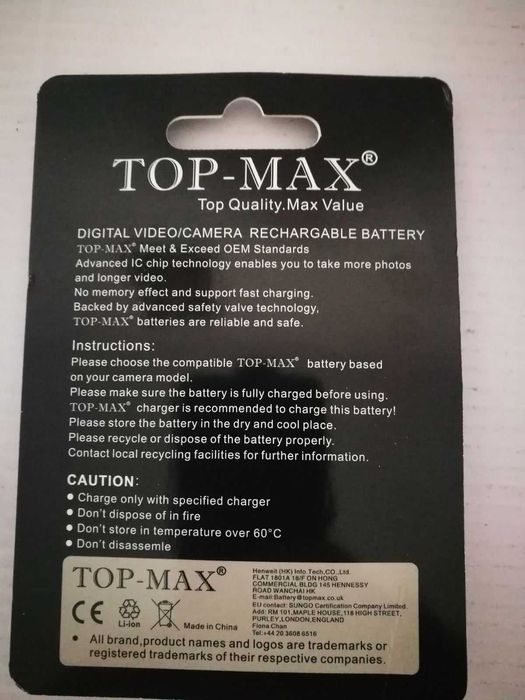 TOP-MAX®
Top Quality.Max Value
DIGITAL VIDEO/CAMERA RECHARGABLE BATTERY
TOP-MAX® Meet & Exceed OEM Standards
Advanced IC chip technology enables you to take more photos
and longer video.
No memory effect and support fast charging.
Backed by advanced safety valve technology,
TOP-MAX® batteries are reliable and safe.
Instructions:
Please choose the compatible TOP-MAX® battery based
on your camera model.
Please make sure the battery is fully charged before using.
TOP-MAX® charger is recommended to charge this battery!
Please store the battery in the dry and cool place.
Please recycle or dispose of the battery properly.
Contact local recycling facilities for further information.
CAUTION:
• Charge only with specified charger
• Don't dispose of in fire
• Don't store in temperature over 60°C
• Don't disassemle
TOP-MAX®
CE
Li-ion
Made in China
Henweit (HK) Info.Tech.CO.,Ltd.
FLAT 1801A 18/F ON HONG
COMMERCIAL BLDG 145 HENNESSY
ROAD WANCHAI HK
E-mail:Battery@topmax.co.uk
EU contact: SUNGO Certification Company Limited.
Add: RM 101,MAPLE HOUSE,118 HIGH STREET,
PURLEY,LONDON,ENGLAND
Fiona Chan
Tel:+44 20 3608 6516
• All brand,product names and logos are trademarks or
registered trademarks of their respective companies.